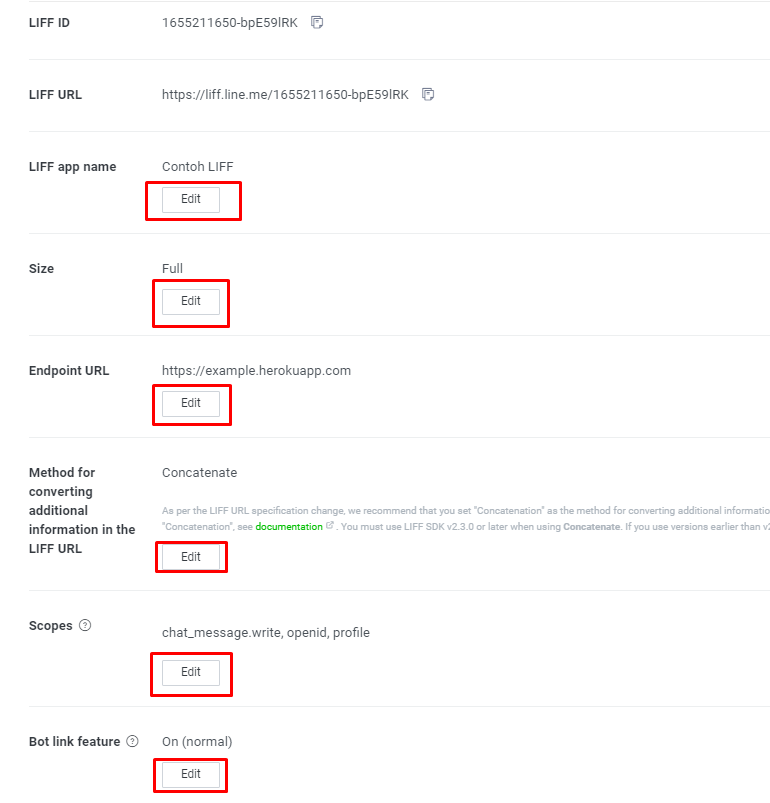 LIFF ID 1655211650-bpE59lRK
LIFF URL https://liff.line.me/1655211650-bpE59lRK
LIFF app name Contoh LIFF
Edit
Size Full
Edit
Endpoint URL https://example.herokuapp.com
Edit
Method for Concatenate
converting
additional As per the LIFF URL specification change, we recommend that you set "Concatenation" as the method for converting additional informatio
information in the "Concatenation", see documentation . You must use LIFF SDK v2.3.0 or later when using Concatenate. If you use versions earlier than v2
LIFF URL Edit
Scopes chat_message.write, openid, profile
Edit
Bot link feature On (normal)
Edit